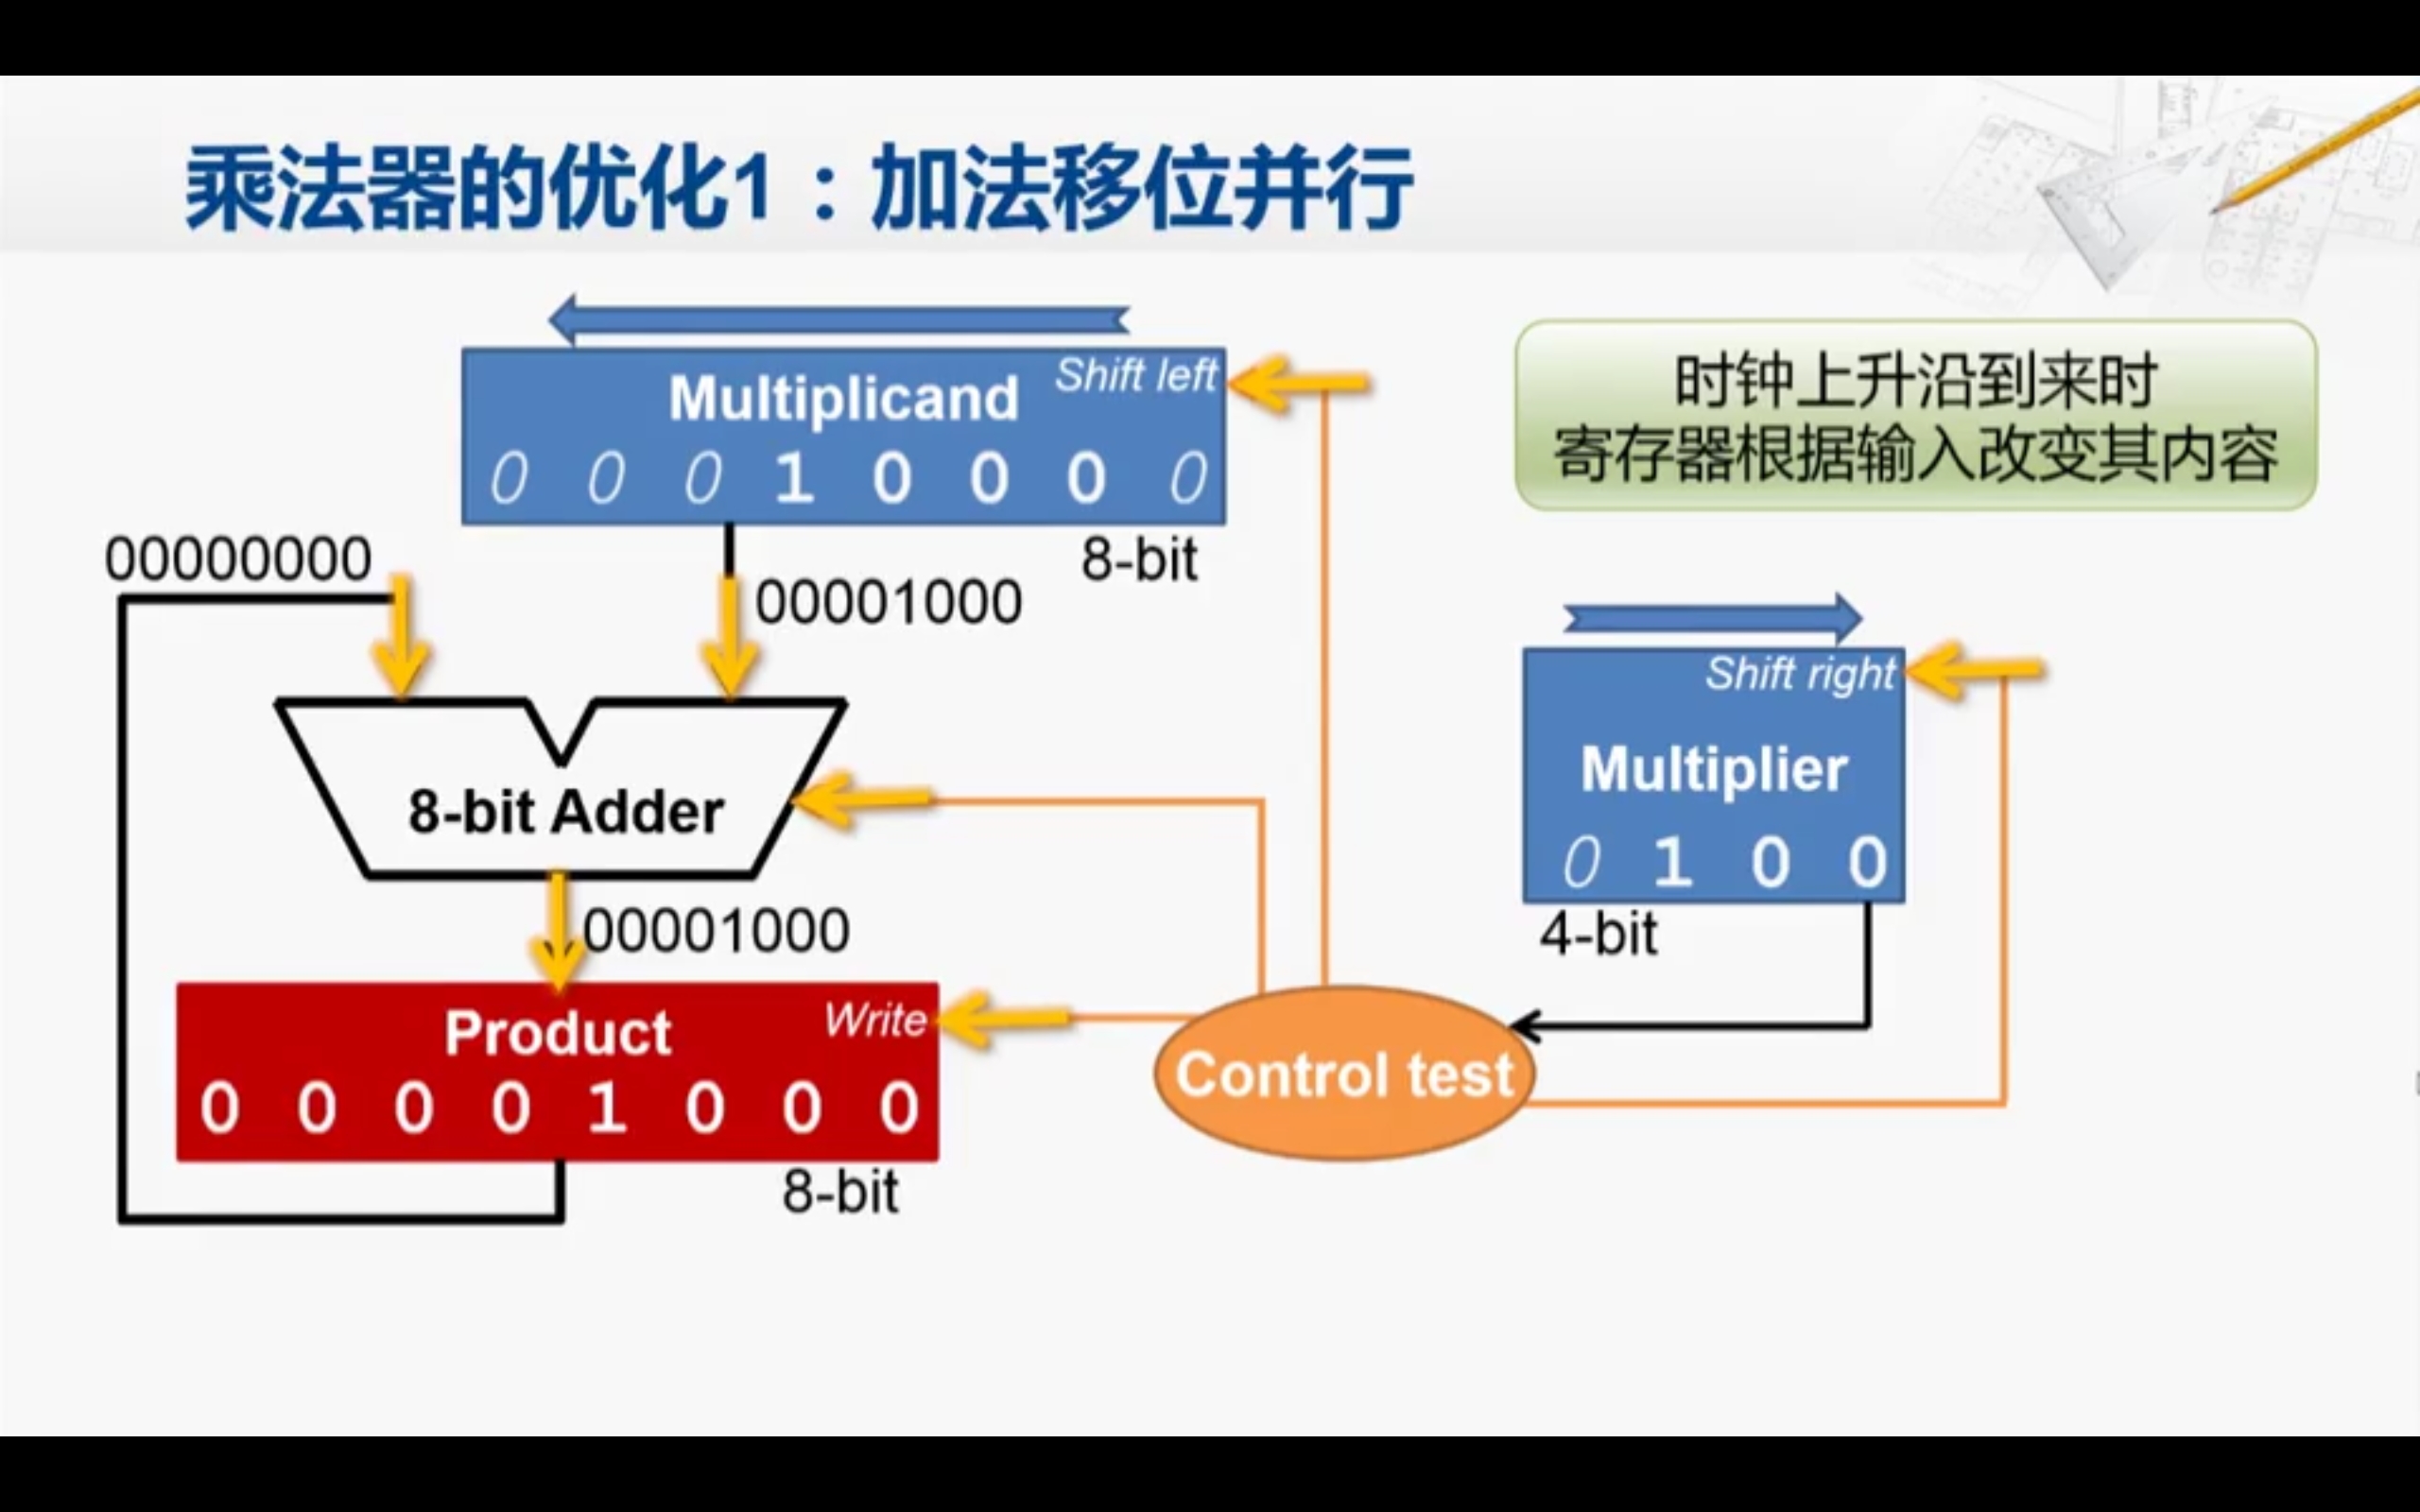 乘法器的优化1：加法移位并行
Shift left
Multiplicand
0 0 0 1 0 0 0 0
8-bit
时钟上升沿到来时
寄存器根据输入改变其内容
00000000
00001000
Shift right
Multiplier
0 1 0 0
4-bit
8-bit Adder
00001000
Write
Product
0 0 0 0 1 0 0 0
8-bit
Control test